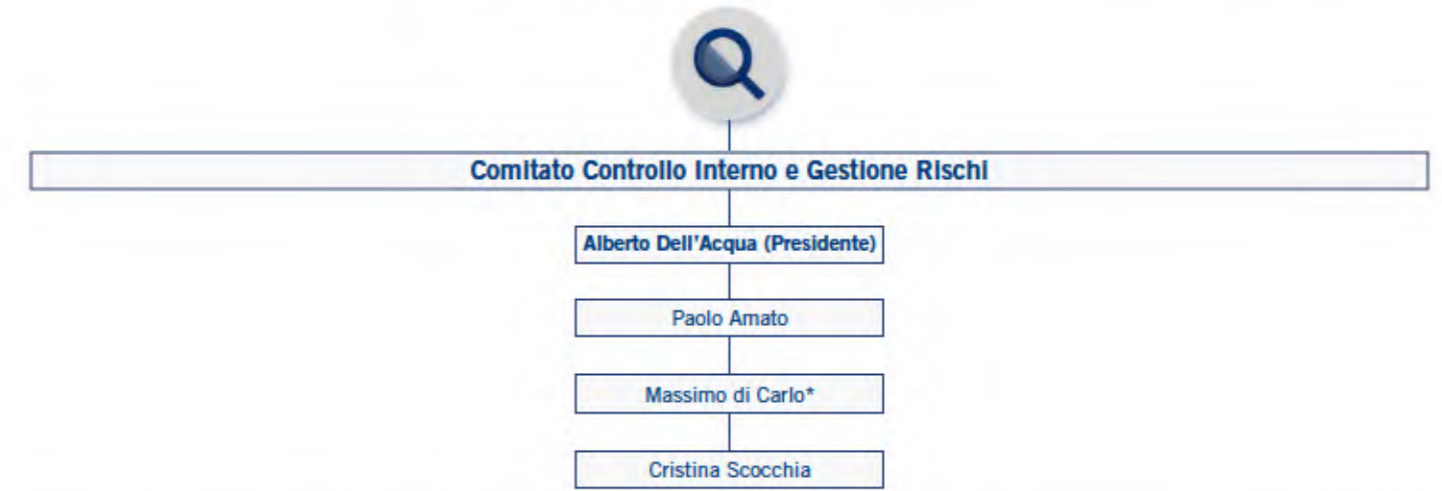 Comitato Controllo Interno e Gestione Rischi
Alberto Dell'Acqua (Presidente)
Paolo Amato
Massimo di Carlo*
Cristina Scocchia